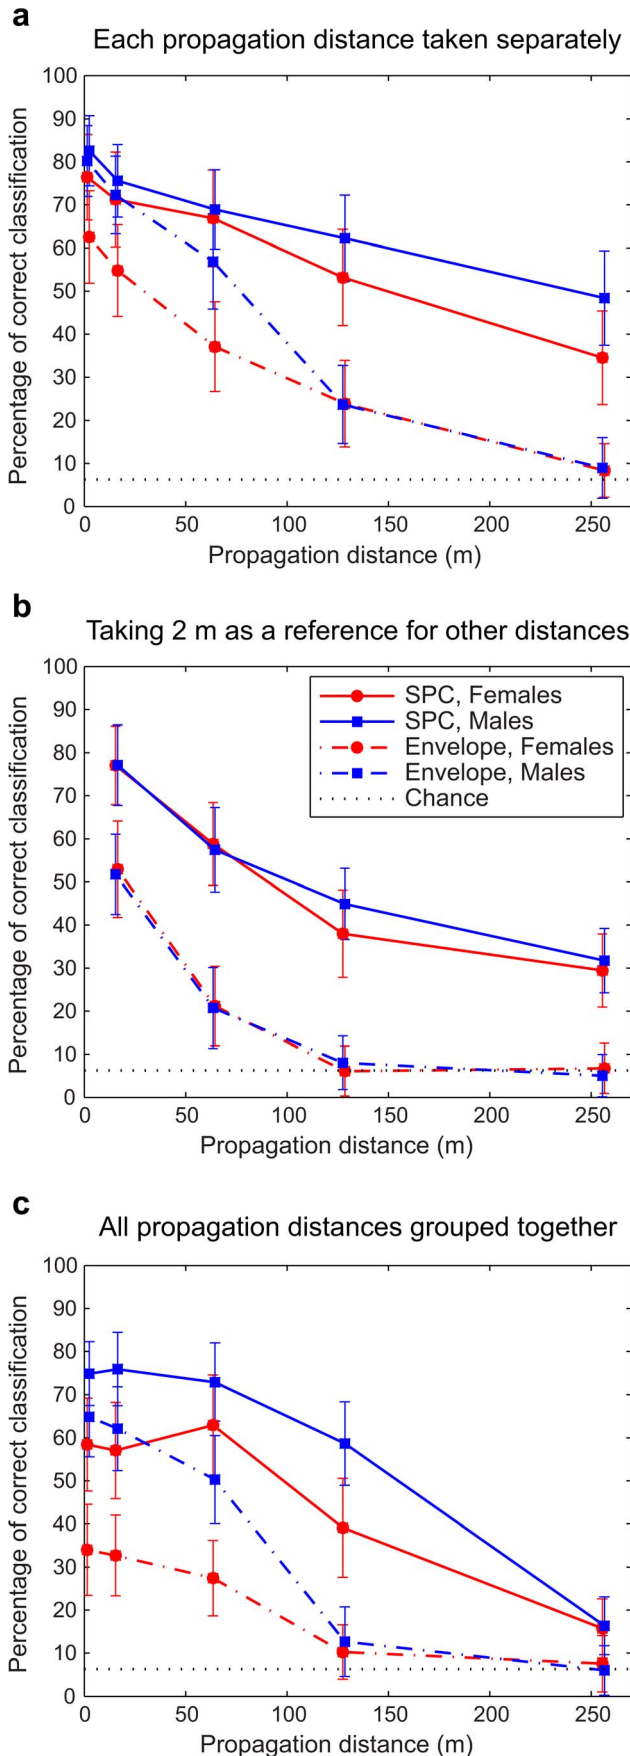 a
Each propagation distance taken separately
100
90
80
70
60
50
40
30
20
10
0
Percentage of correct classification
0 50 100 150 200 250
Propagation distance (m)
b
Taking 2 m as a reference for other distances
100
90
80
70
60
50
40
30
20
10
0
Percentage of correct classification
SPC, Females
SPC, Males
Envelope, Females
Envelope, Males
Chance
0 50 100 150 200 250
Propagation distance (m)
c
All propagation distances grouped together
100
90
80
70
60
50
40
30
20
10
0
Percentage of correct classification
0 50 100 150 200 250
Propagation distance (m)